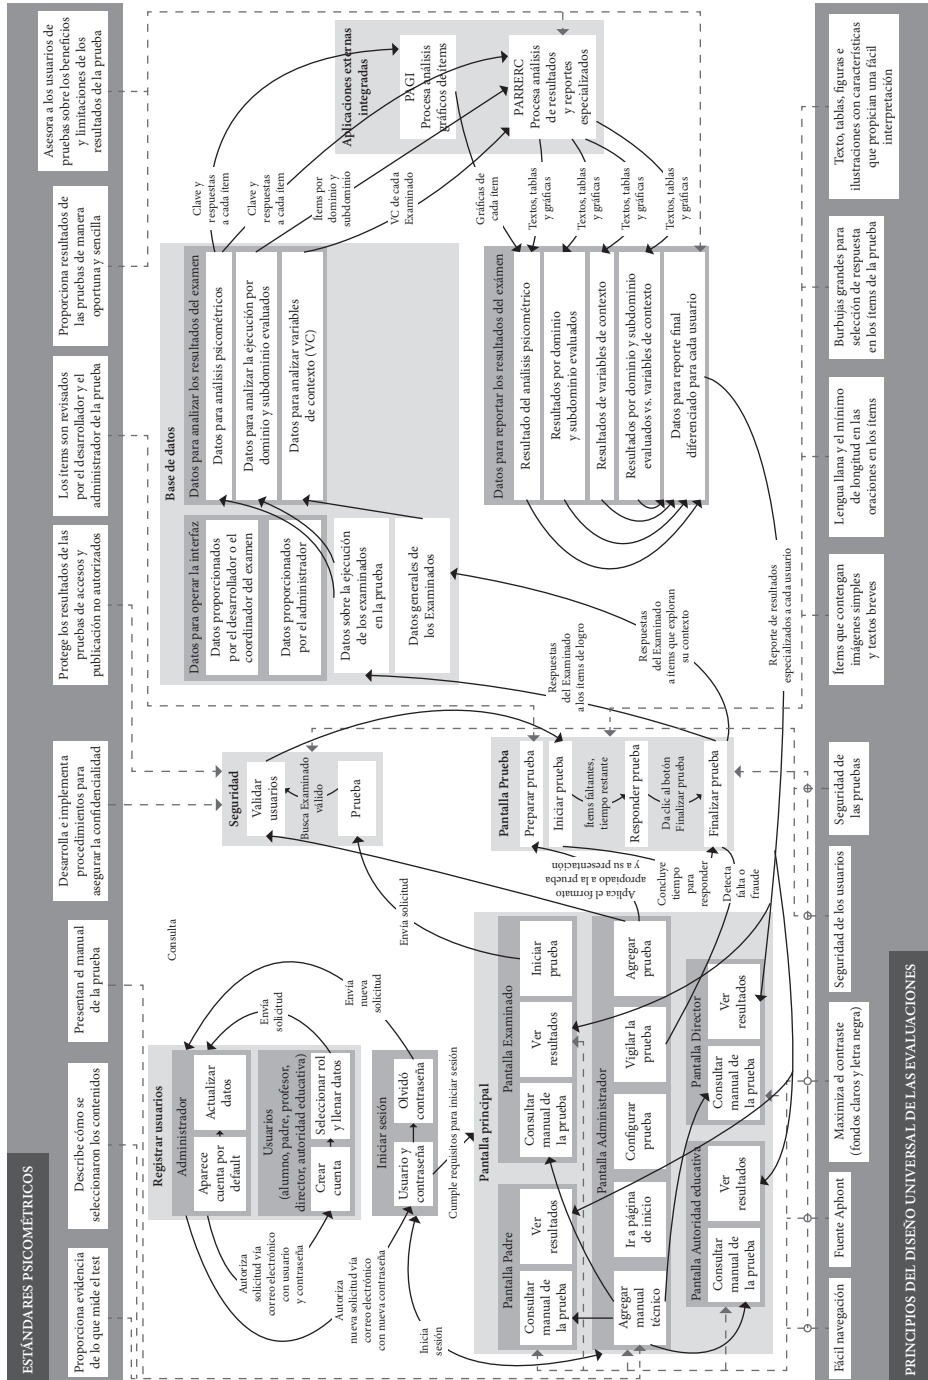 ESTÁNDARES PSICOMÉTRICOS
Proporciona evidencia
de lo que mide el test
Describe cómo se
seleccionaron los contenidos
Presentan el manual
de la prueba
Desarrolla e implementa
procedimientos para
asegurar la confidencialidad
Protege los resultados de las
pruebas de accesos y
publicación no autorizados
Los ítems son revisados
por el desarrollador y el
administrador de la prueba
Proporciona resultados de
las pruebas de manera
oportuna y sencilla
Asesora a los usuarios de
pruebas sobre los beneficios
y limitaciones de los
resultados de la prueba
Consulta
Registrar usuarios
Administrador
Aparece
cuenta por
default
Actualizar
datos
Usuarios
(alumno, padre, profesor,
director, autoridad educativa)
Crear
cuenta
Seleccionar rol
y llenar datos
Envía
solicitud
Envía
nueva
solicitud
Autoriza
solicitud vía
correo electrónico
con usuario
y contraseña
Autoriza
nueva solicitud vía
correo electrónico
con nueva contraseña
Iniciar sesión
Usuario y
contraseña
Olvidó
contraseña
Inicia
sesión
Cumple requisitos para iniciar sesión
Pantalla principal
Pantalla Padre
Consultar
manual de
la prueba
Ver
resultados
Pantalla Examinado
Consultar
manual de
la prueba
Ver
resultados
Iniciar
prueba
Pantalla Administrador
Agregar
manual
técnico
Ir a página
de inicio
Configurar
prueba
Vigilar la
prueba
Agregar
prueba
Pantalla Autoridad educativa
Consultar
manual de
la prueba
Ver
resultados
Pantalla Director
Consultar
manual de
la prueba
Ver
resultados
Envía solicitud
Seguridad
Validar
usuarios
Busca Examinado
válido
Prueba
Aplica el formato
apropiado a la prueba
y a su presentación
Concluye
tiempo
para
responder
Detecta
falta o
fraude
Pantalla Prueba
Preparar prueba
Iniciar prueba
Ítems faltantes,
tiempo restante
Responder prueba
Da clic al botón
Finalizar prueba
Finalizar prueba
Respuestas
del Examinado
a los ítems de logro
Respuestas
del Examinado
a ítems que exploran
su contexto
Reporte de resultados
especializados a cada usuario
Base de datos
Datos para operar la interfaz
Datos proporcionados
por el desarrollador o el
coordinador del examen
Datos proporcionados
por el administrador
Datos sobre la ejecución
de los examinados
en la prueba
Datos generales de
los Examinados
Datos para analizar los resultados del examen
Datos para análisis psicométricos
Datos para analizar la ejecución por
dominio y subdominio evaluados
Datos para analizar variables
de contexto (VC)
Datos para reportar los resultados del exámen
Resultado del análisis psicométrico
Resultados por dominio
y subdominio evaluados
Resultados de variables de contexto
Resultados por dominio y subdominio
evaluados vs. variables de contexto
Datos para reporte final
diferenciado para cada usuario
Clave y
respuestas
a cada ítem
Clave y
respuestas
a cada ítem
Ítems por
dominio y
subdominio
VC de cada
Examinado
Gráficas de
cada ítem
Textos, tablas
y gráficas
Textos, tablas
y gráficas
Textos, tablas
y gráficas
Textos, tablas
y gráficas
Aplicaciones externas
integradas
PAGI
Procesa análisis
gráficos de ítems
PARRERC
Procesa análisis
de resultados
y reportes
especializados
Fácil navegación
Fuente Aphont
Maximiza el contraste
(fondos claros y letra negra)
Seguridad de los usuarios
Seguridad de
las pruebas
Ítems que contengan
imágenes simples
y textos breves
Lengua llana y el mínimo
de longitud en las
oraciones en los ítems
Burbujas grandes para
selección de respuesta
en los ítems de la prueba
Texto, tablas, figuras e
ilustraciones con características
que propician una fácil
interpretación
PRINCIPIOS DEL DISEÑO UNIVERSAL DE LAS EVALUACIONES